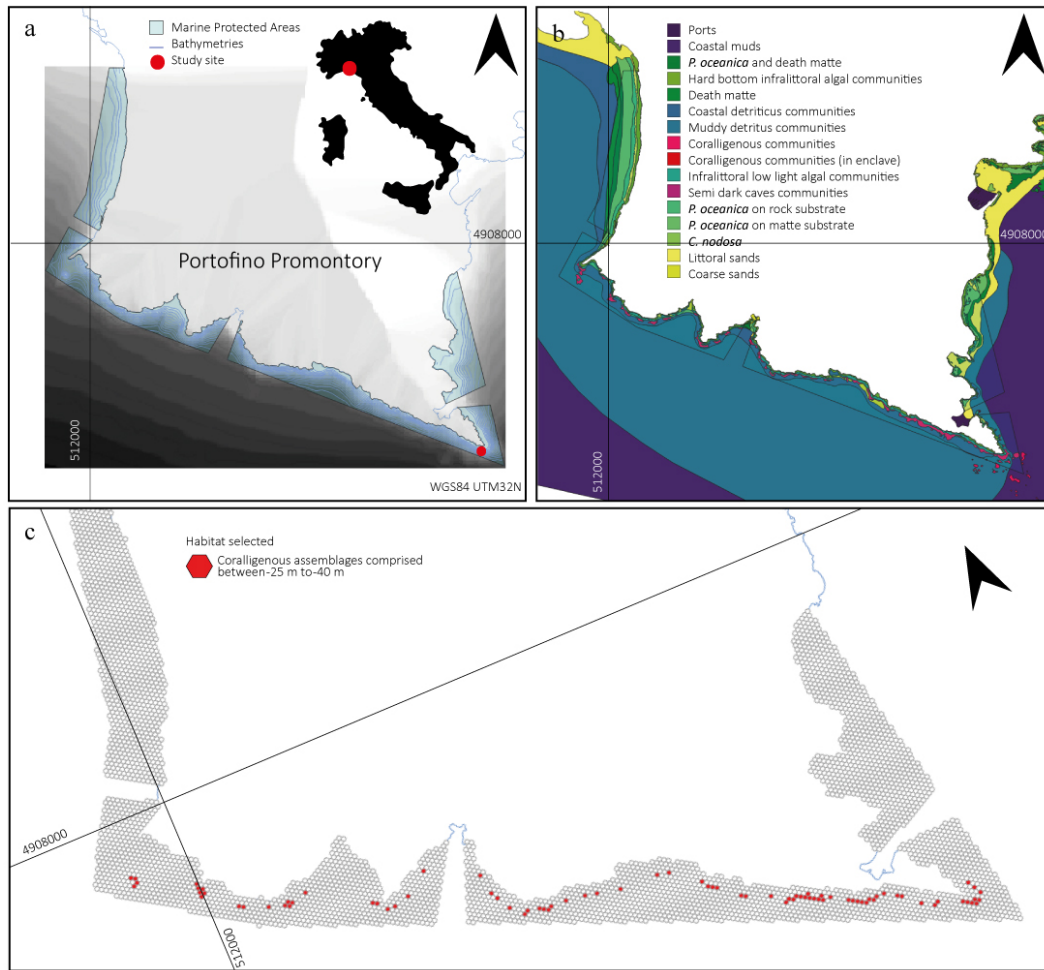 a
Marine Protected Areas
Bathymetries
Study site
4908000
Portofino Promontory
512000
WGS84 UTM32N
b
Ports
Coastal muds
P. oceanica and death matte
Hard bottom infralittoral algal communities
Death matte
Coastal detriticus communities
Muddy detritus communities
Coralligenous communities
Coralligenous communities (in enclave)
Infralittoral low light algal communities
Semi dark caves communities
P. oceanica on rock substrate
P. oceanica on matte substrate
C. nodosa
Littoral sands
Coarse sands
4908000
512000
c
Habitat selected
Coralligenous assemblages comprised
between-25 m to-40 m
4908000
512000